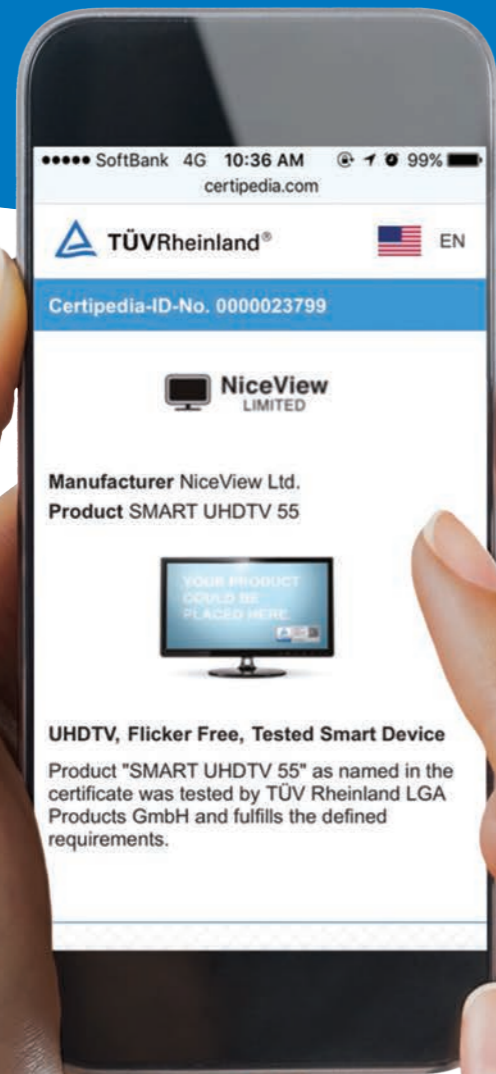 SoftBank 4G 10:36 AM 99%
certipedia.com
TÜVRheinland® EN
Certipedia-ID-No. 0000023799
NiceView
LIMITED
Manufacturer NiceView Ltd.
Product SMART UHDTV 55
YOUR PRODUCT
COULD BE
PLACED HERE.
UHDTV, Flicker Free, Tested Smart Device
Product "SMART UHDTV 55" as named in the
certificate was tested by TÜV Rheinland LGA
Products GmbH and fulfills the defined
requirements.